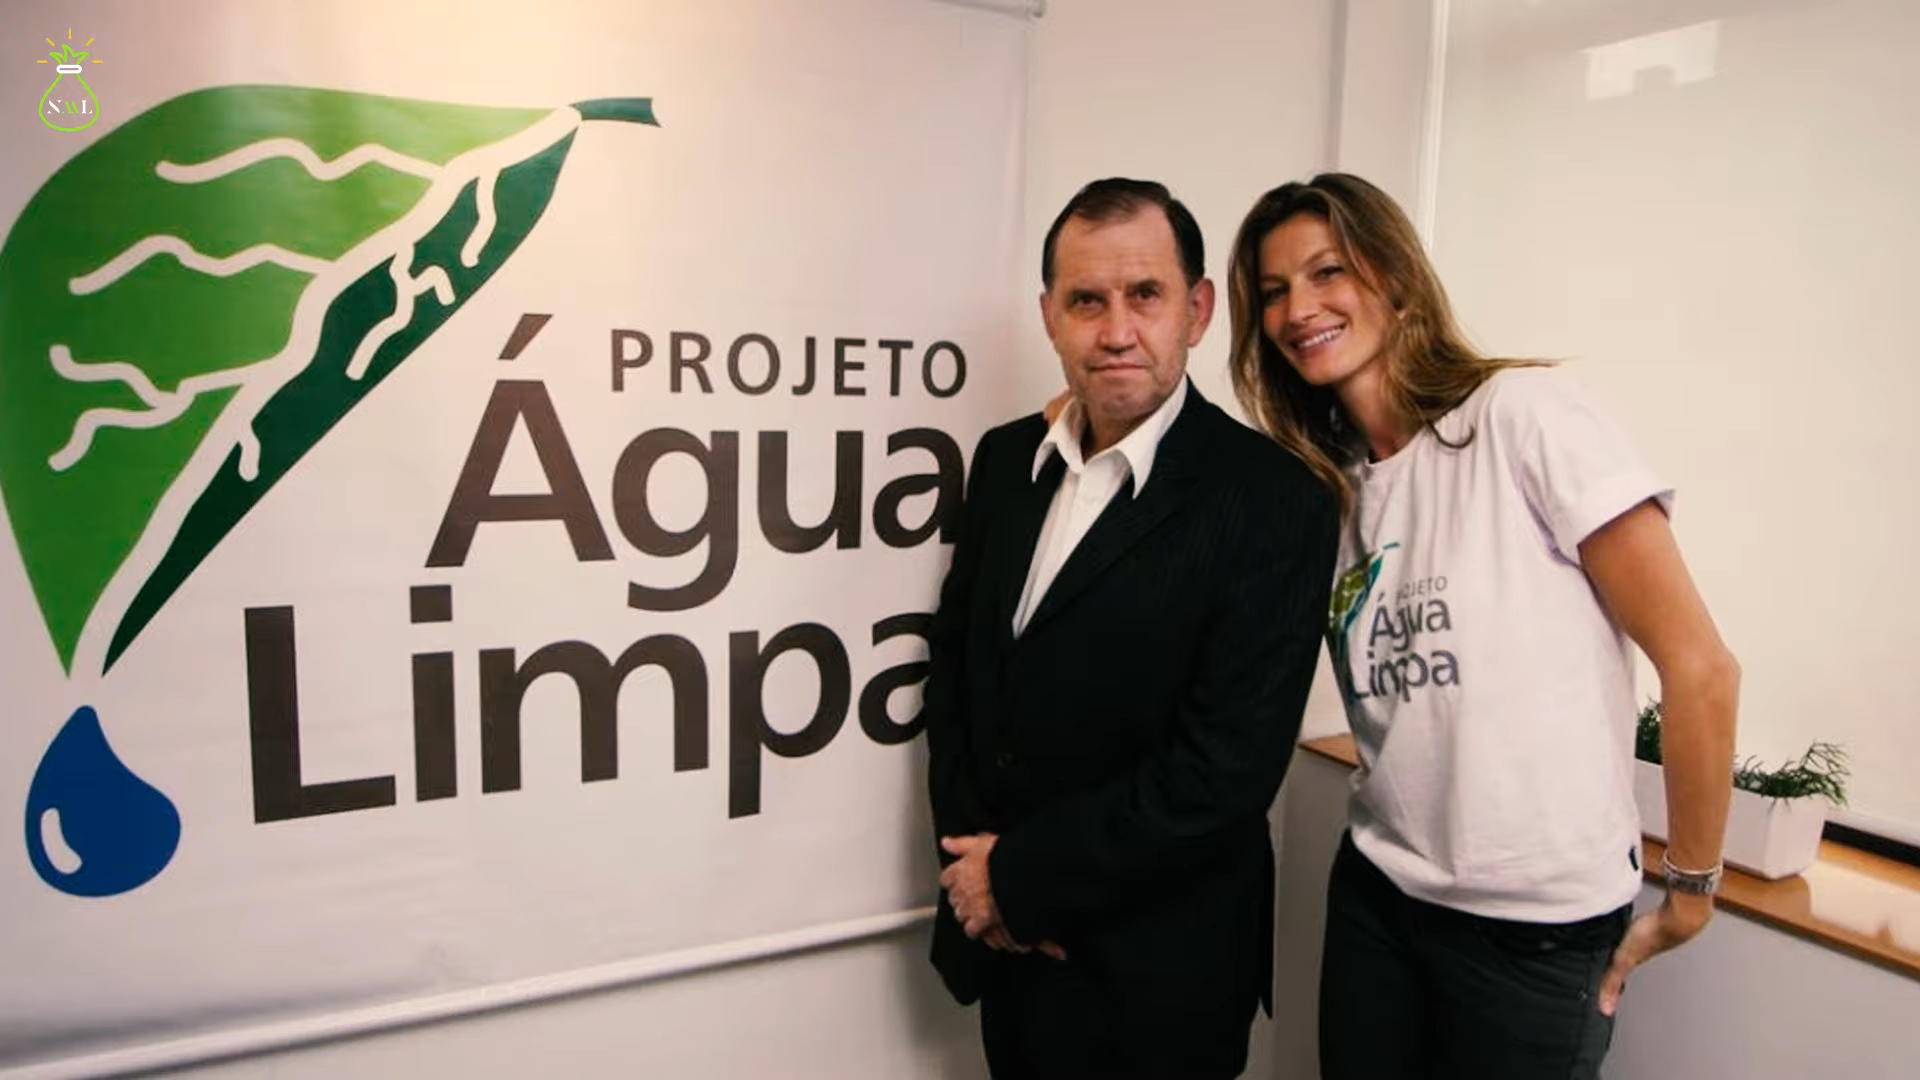 NWL
PROJETO
Água
Limpa
PROJETO
Água
Limpa